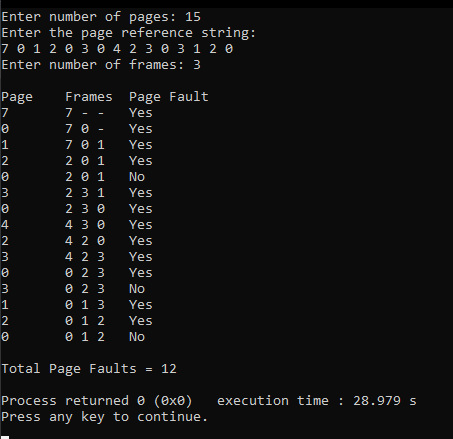 Enter number of pages: 15
Enter the page reference string:
7 0 1 2 0 3 0 4 2 3 0 3 1 2 0
Enter number of frames: 3
Page Frames Page Fault
7 7 - - Yes
0 7 0 - Yes
1 7 0 1 Yes
2 2 0 1 Yes
0 2 0 1 No
3 2 3 1 Yes
0 2 3 0 Yes
4 4 3 0 Yes
2 4 2 0 Yes
3 4 2 3 Yes
0 0 2 3 Yes
3 0 2 3 No
1 0 1 3 Yes
2 0 1 2 Yes
0 0 1 2 No
Total Page Faults = 12
Process returned 0 (0x0) execution time : 28.979 s
Press any key to continue.